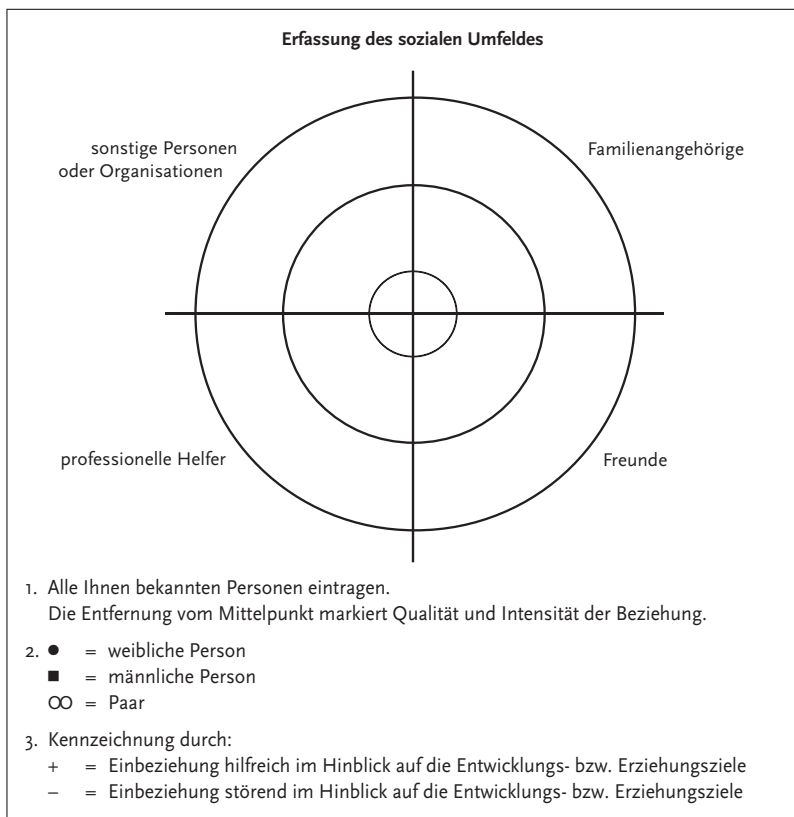 Erfassung des sozialen Umfeldes
sonstige Personen
oder Organisationen
Familienangehörige
professionelle Helfer
Freunde
1. Alle Ihnen bekannten Personen eintragen.
Die Entfernung vom Mittelpunkt markiert Qualität und Intensität der Beziehung.
2. ● = weibliche Person
■ = männliche Person
OO = Paar
3. Kennzeichnung durch:
+ = Einbeziehung hilfreich im Hinblick auf die Entwicklungs- bzw. Erziehungsziele
– = Einbeziehung störend im Hinblick auf die Entwicklungs- bzw. Erziehungsziele